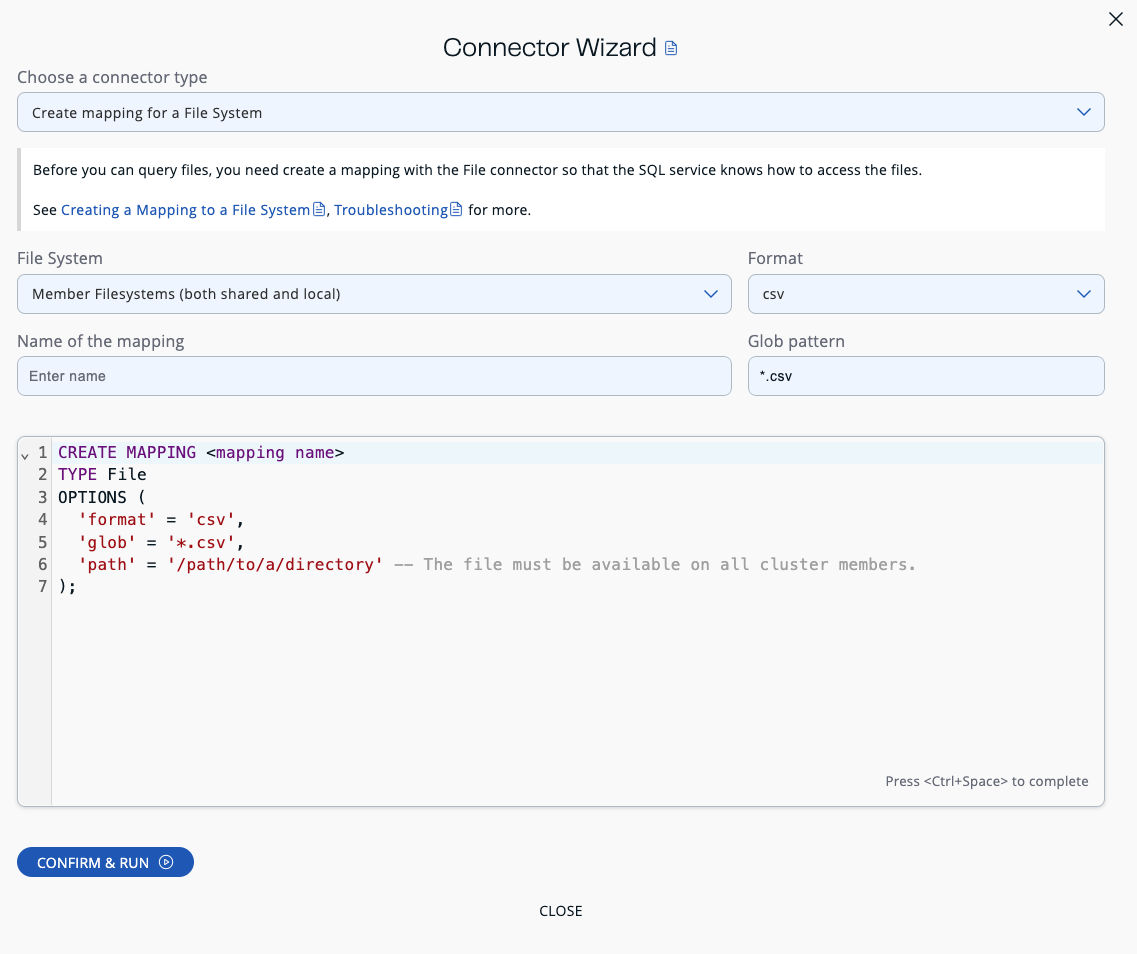 Connector Wizard
Choose a connector type
Create mapping for a File System
Before you can query files, you need create a mapping with the File connector so that the SQL service knows how to access the files.
See Creating a Mapping to a File System, Troubleshooting for more.
File System
Format
Member Filesystems (both shared and local)
csv
Name of the mapping
Glob pattern
Enter name
*.csv
1 CREATE MAPPING <mapping name>
2 TYPE File
3 OPTIONS (
4   'format' = 'csv',
5   'glob' = '*.csv',
6   'path' = '/path/to/a/directory' -- The file must be available on all cluster members.
7 );
Press <Ctrl+Space> to complete
CONFIRM & RUN
CLOSE